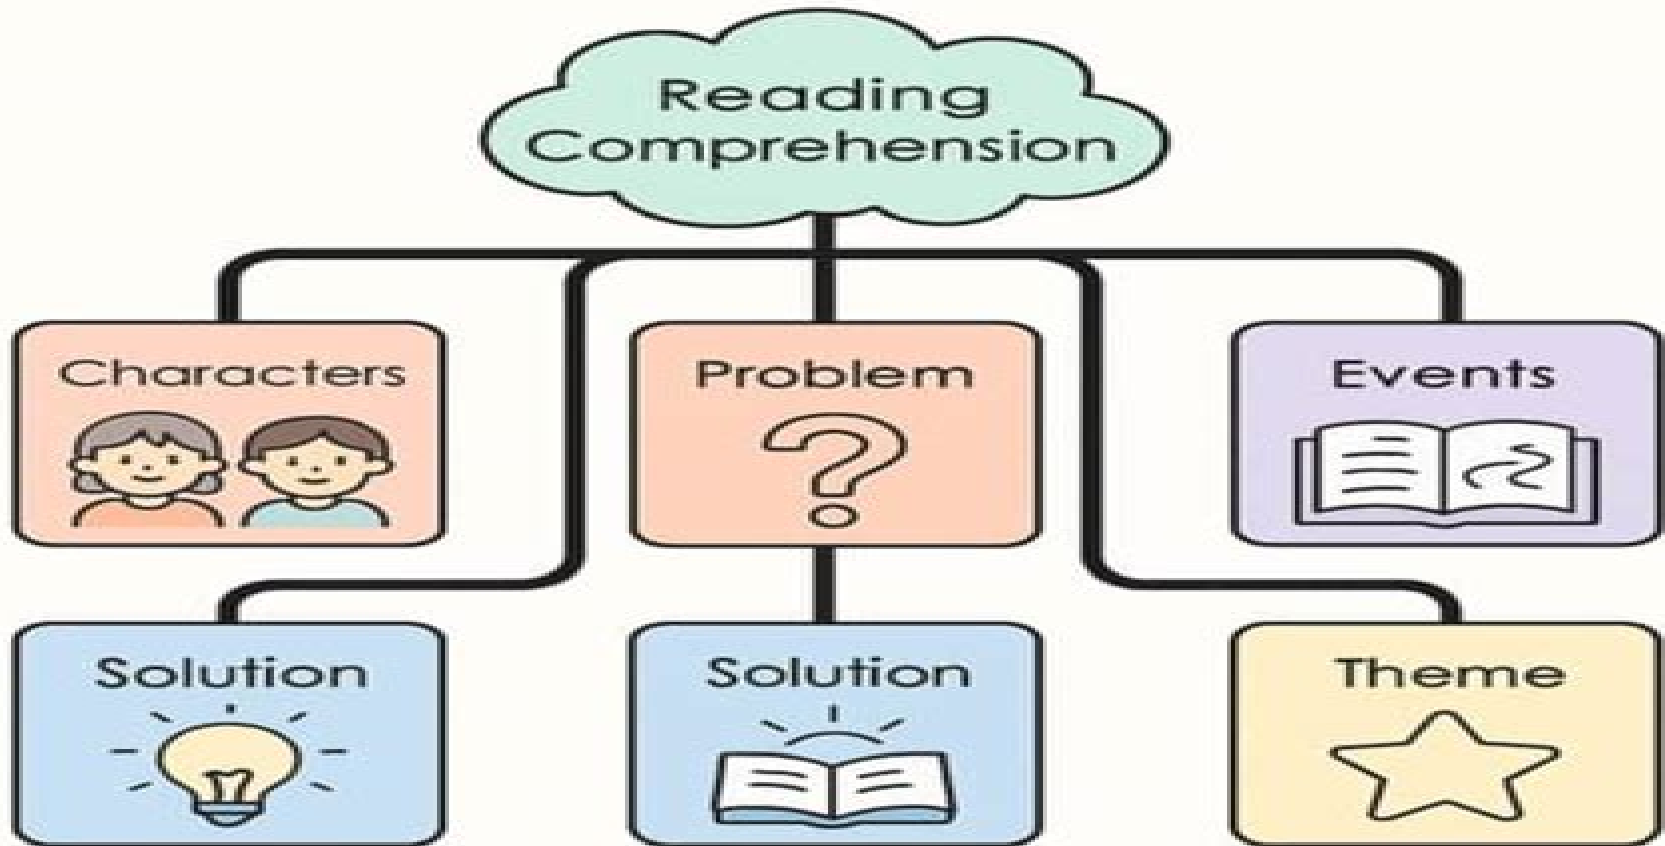 Reading
Comprehension
Characters
Problem
Events
Solution
Solution
Theme